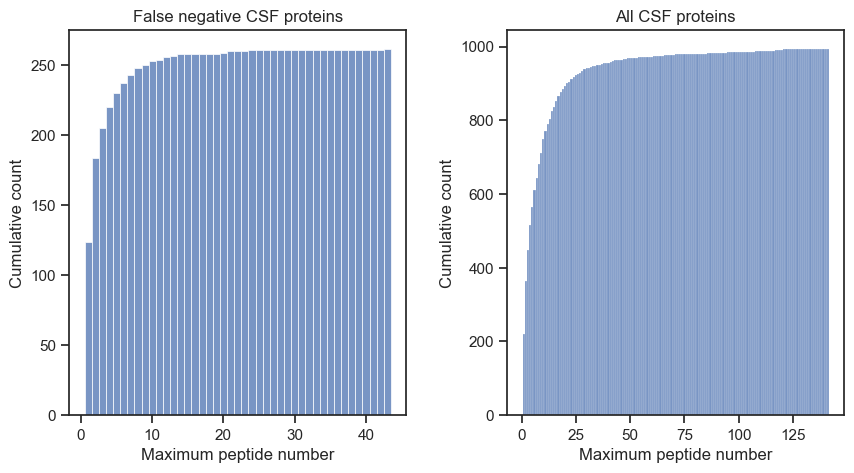 False negative CSF proteins
250
200
150
100
50
0
0 10 20 30 40
Cumulative count
Maximum peptide number
All CSF proteins
1000
800
600
400
200
0
0 25 50 75 100 125
Cumulative count
Maximum peptide number